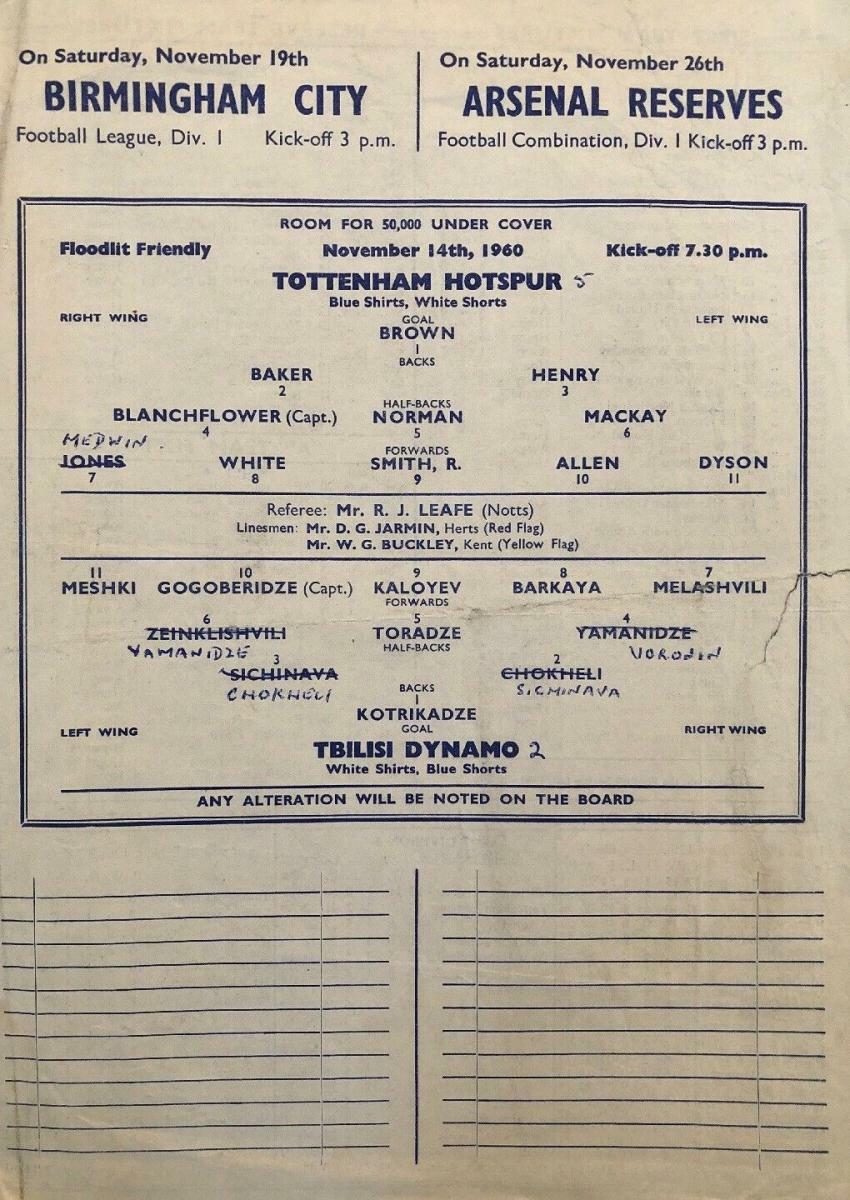 On Saturday, November 19th
BIRMINGHAM CITY
Football League, Div. 1 Kick-off 3 p.m.
On Saturday, November 26th
ARSENAL RESERVES
Football Combination, Div. 1 Kick-off 3 p.m.
ROOM FOR 50,000 UNDER COVER
Floodlit Friendly November 14th, 1960 Kick-off 7.30 p.m.
TOTTENHAM HOTSPUR 5
Blue Shirts, White Shorts
RIGHT WING GOAL LEFT WING
BROWN
1
BACKS
BAKER HENRY
2 3
HALF-BACKS
BLANCHFLOWER (Capt.) NORMAN MACKAY
4 5 6
MEDWIN
FORWARDS
JONES WHITE SMITH, R. ALLEN DYSON
7 8 9 10 11
Referee: Mr. R. J. LEAFE (Notts)
Linesmen: Mr. D. G. JARMIN, Herts (Red Flag)
Mr. W. G. BUCKLEY, Kent (Yellow Flag)
11 10 9 8 7
MESHKI GOGOBERIDZE (Capt.) KALOYEV BARKAYA MELASHVILI
FORWARDS
6 5 4
ZEINKLISHVILI TORADZE YAMANIDZE
HALF-BACKS
YAMANIDZE VORONIN
3 2
SICHINAVA CHOKHELI
CHOKHELI SICHINAVA
BACKS
1
KOTRIKADZE
LEFT WING GOAL RIGHT WING
TBILISI DYNAMO 2
White Shirts, Blue Shorts
ANY ALTERATION WILL BE NOTED ON THE BOARD